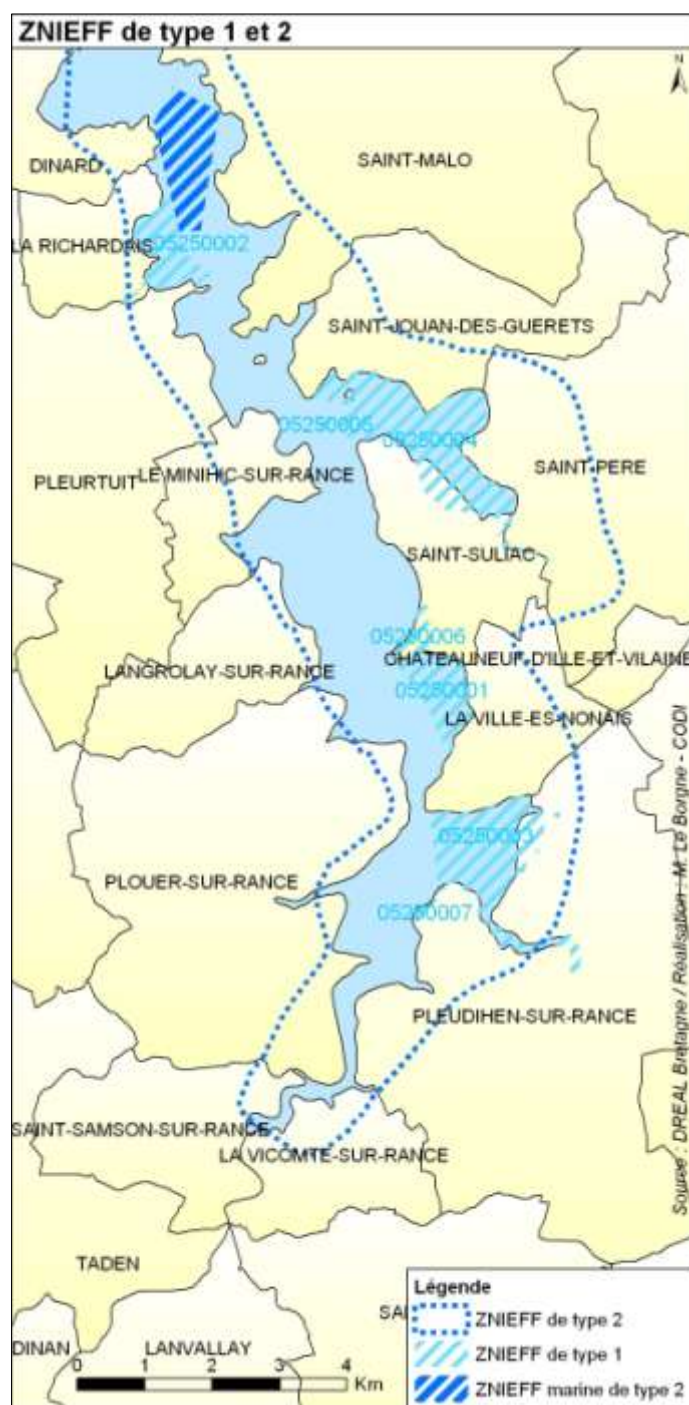 ZNIEFF de type 1 et 2
N
DINARD
SAINT-MALO
LA RICHARDAIS
05250002
SAINT-JOUAN-DES-GUERETS
05250005
05250004
PLEURTUIT
LE MINIHIC-SUR-RANCE
SAINT-PERE
SAINT-SULIAC
05250006
LANGROLAY-SUR-RANCE
CHATEAUNEUF-D'ILLE-ET-VILAINE
05250001
LA VILLE-ES-NONAIS
PLOUER-SUR-RANCE
05250007
PLEUDIHEN-SUR-RANCE
SAINT-SAMSON-SUR-RANCE
LA VICOMTE-SUR-RANCE
TADEN
DINAN
LANVALLAY
0 1 2 3 4
Km
Légende
ZNIEFF de type 2
ZNIEFF de type 1
ZNIEFF marine de type 2
Source : DREAL Bretagne / Réalisation : M. Le Borgne - CODI